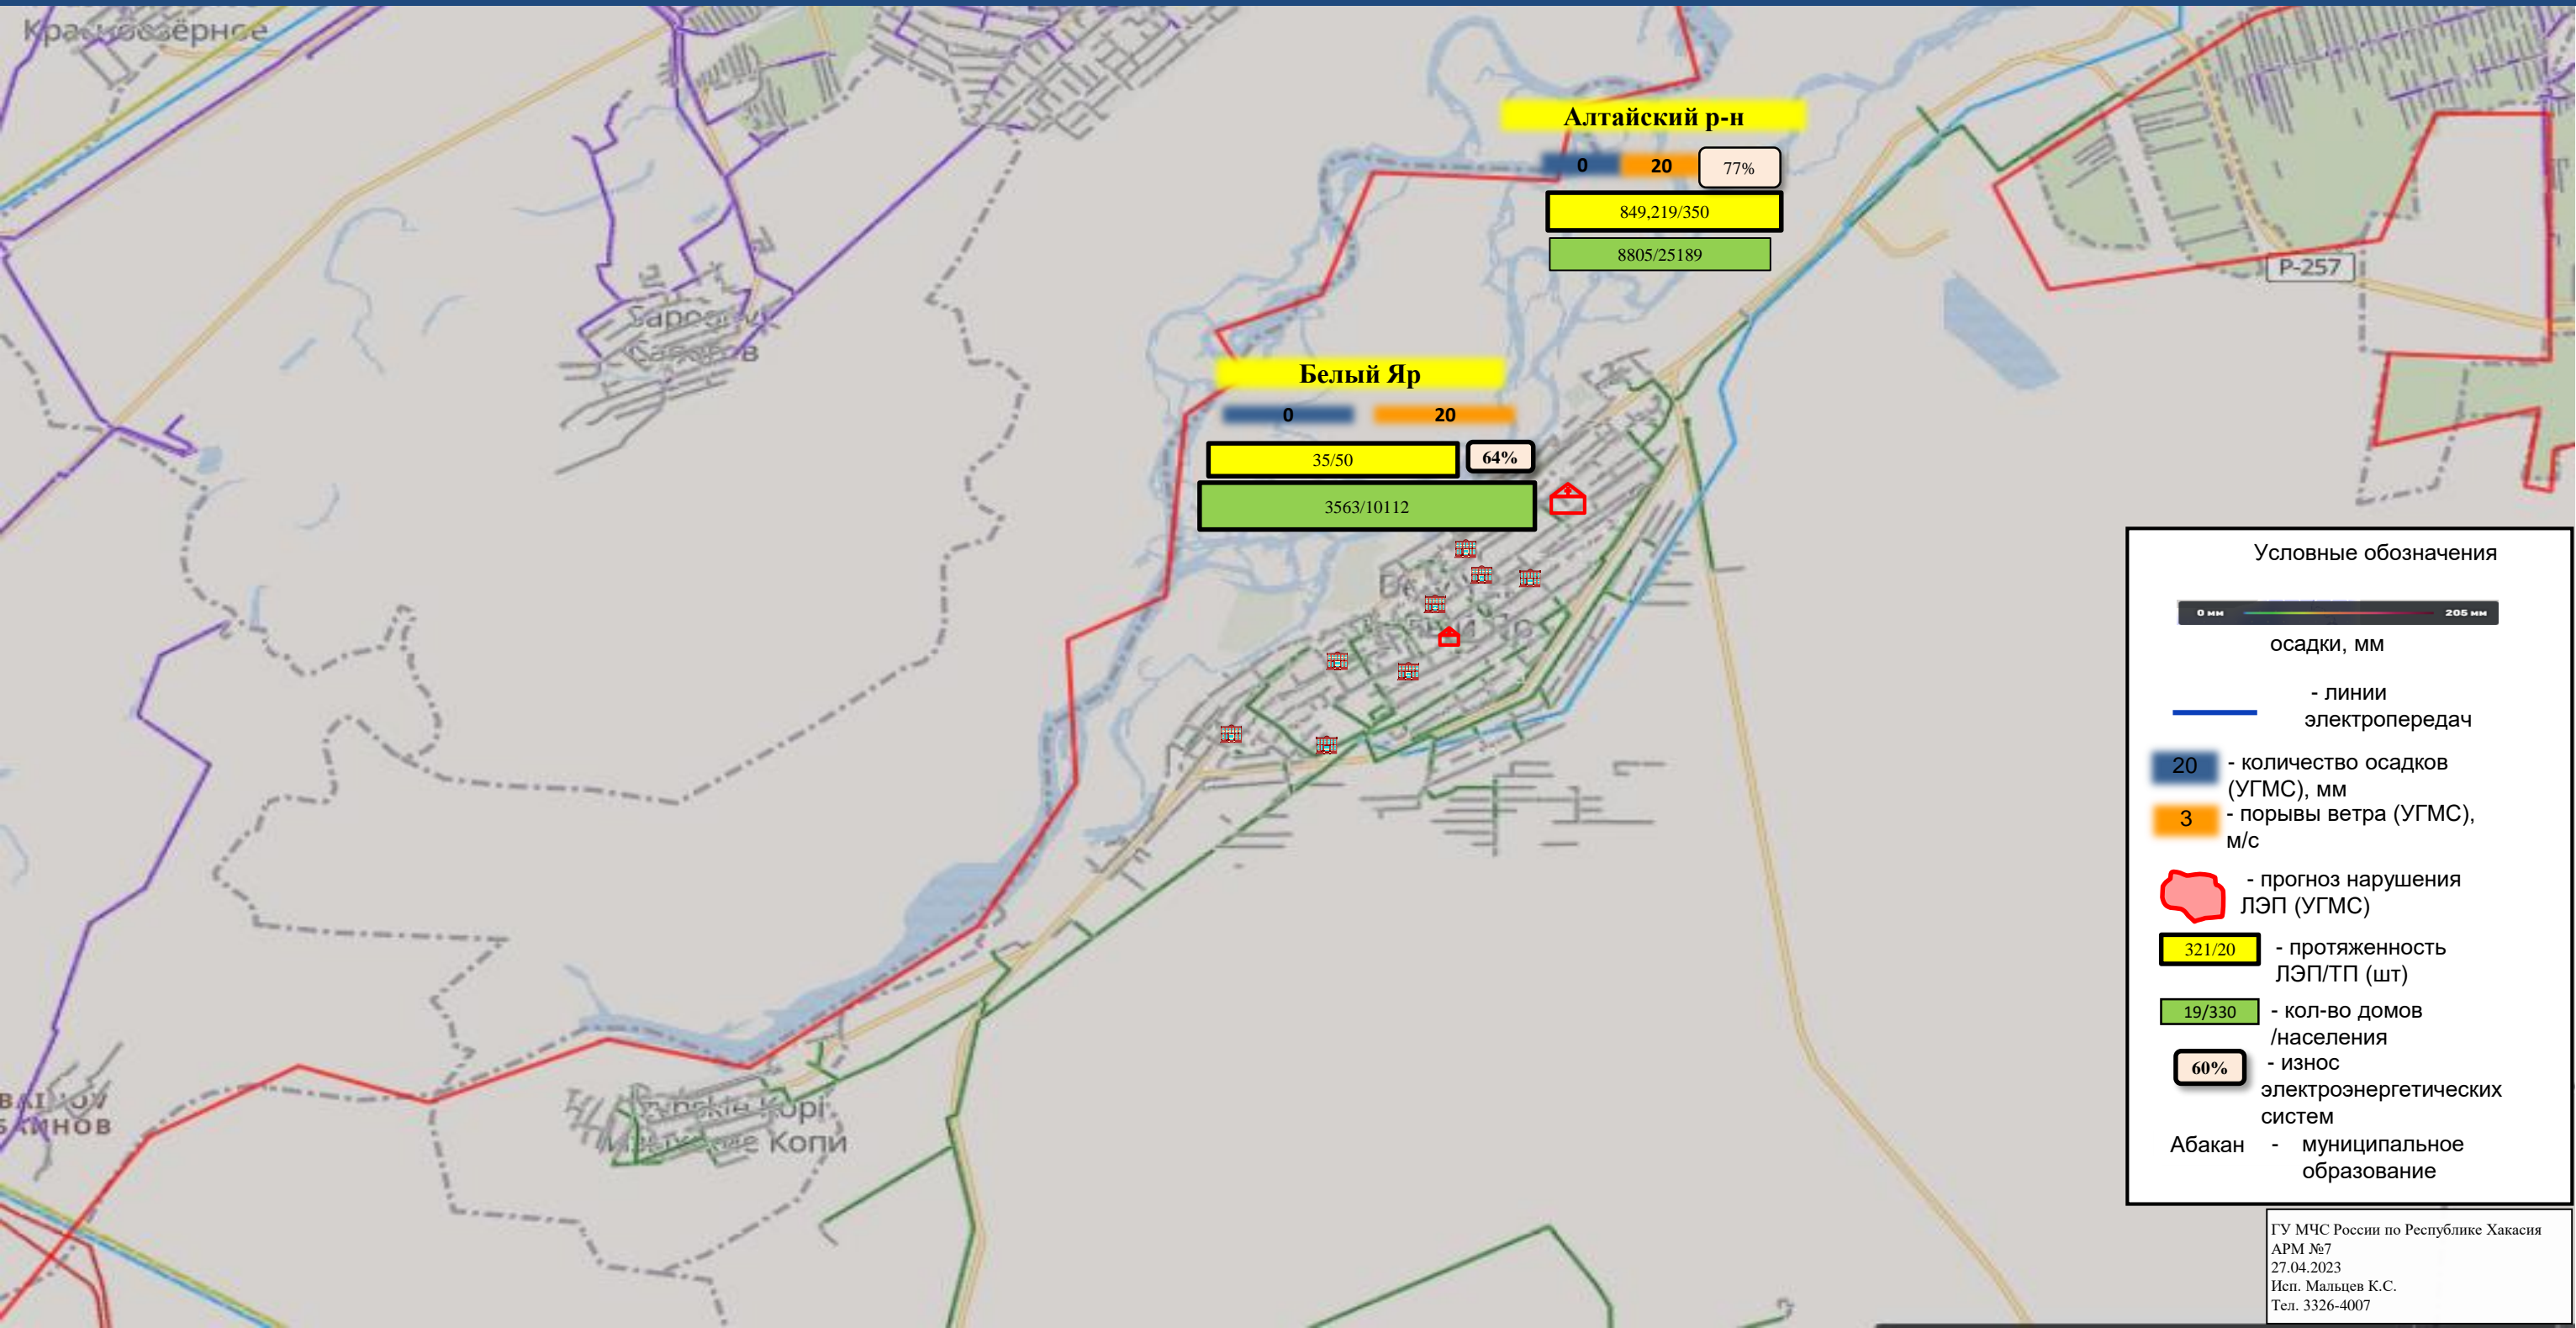 Красноозёрное
Алтайский р-н
0
20
77%
849,219/350
8805/25189
Р-257
Sapogov
Сапогов
Белый Яр
0
20
35/50
64%
3563/10112
Условные обозначения
0 мм
205 мм
осадки, мм
- линии
электропередач
20
- количество осадков
(УГМС), мм
3
- порывы ветра (УГМС),
м/с
- прогноз нарушения
ЛЭП (УГМС)
321/20
- протяженность
ЛЭП/ТП (шт)
19/330
- кол-во домов
/населения
60%
- износ
электроэнергетических
систем
Абакан - муниципальное
образование
Kopi
Копи
ГУ МЧС России по Республике Хакасия
АРМ №7
27.04.2023
Исп. Мальцев К.С.
Тел. 3326-4007